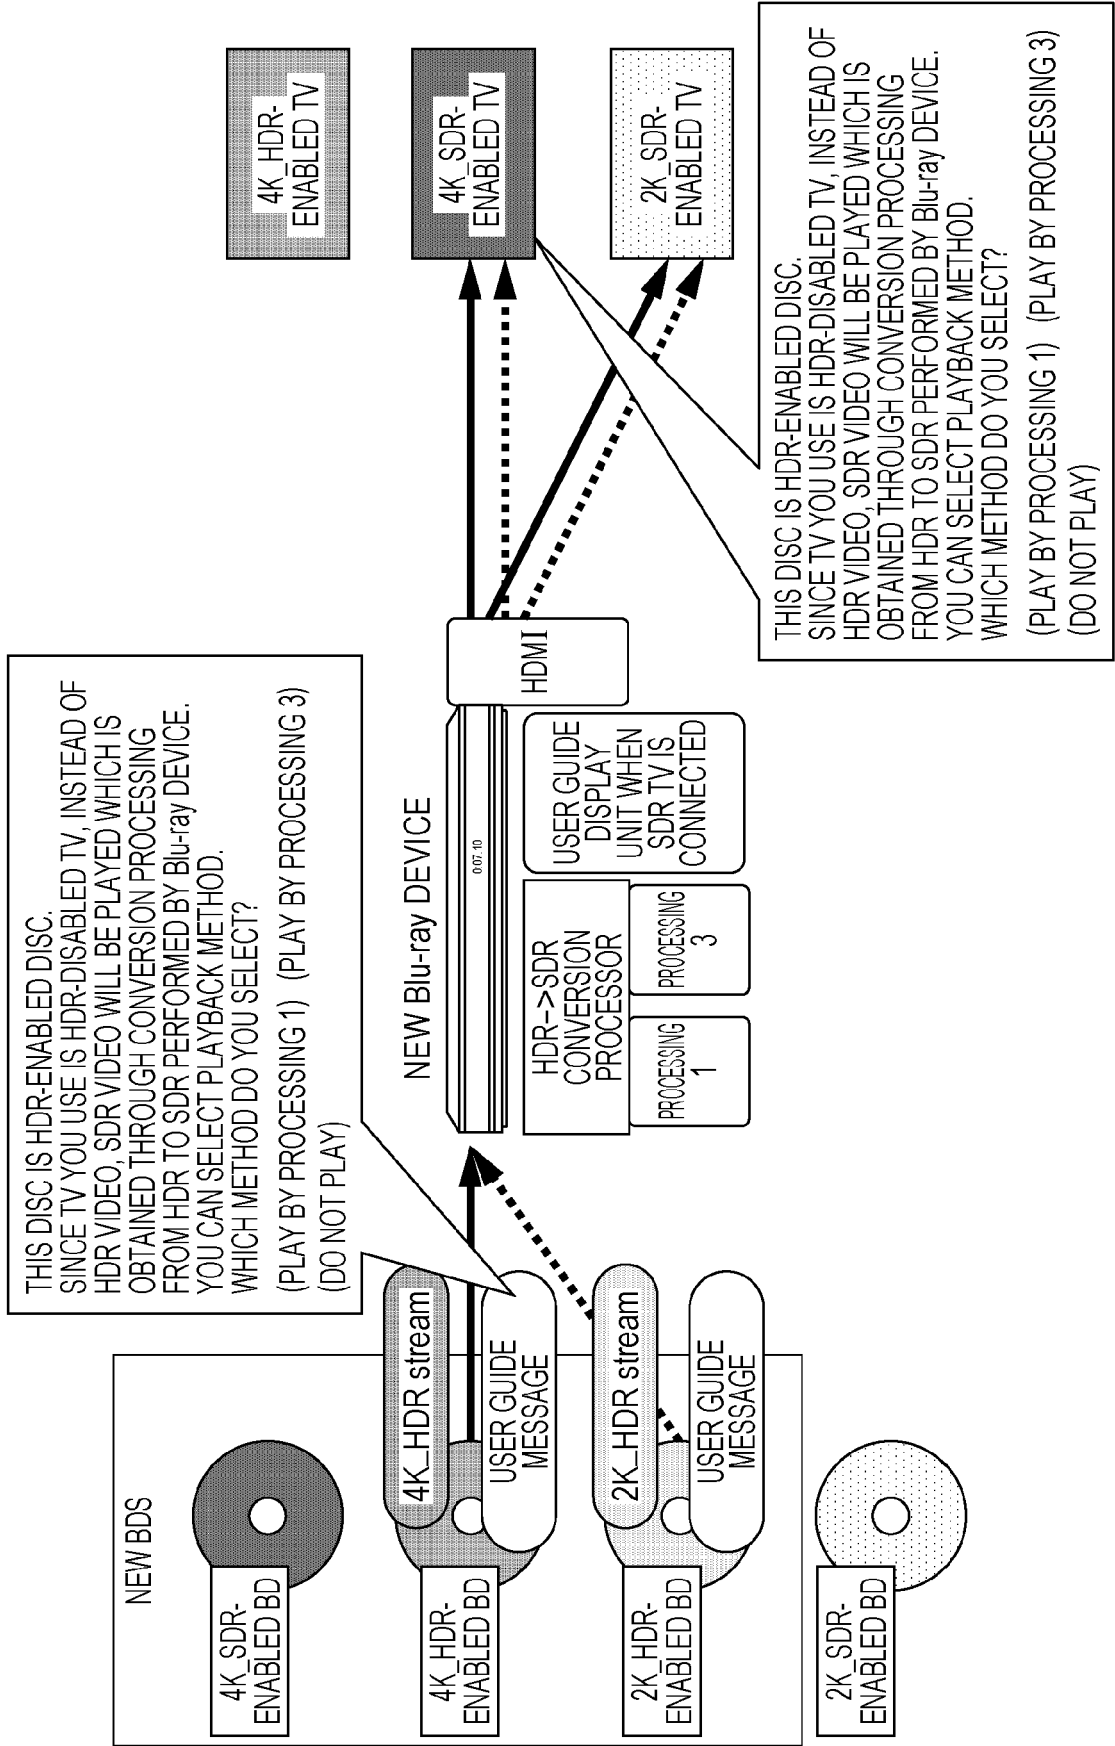 NEW BDS
4K_SDR-
ENABLED BD
4K_HDR-
ENABLED BD
2K_HDR-
ENABLED BD
2K_SDR-
ENABLED BD
4K_HDR stream
USER GUIDE
MESSAGE
2K_HDR stream
USER GUIDE
MESSAGE
THIS DISC IS HDR-ENABLED DISC.
SINCE TV YOU USE IS HDR-DISABLED TV, INSTEAD OF
HDR VIDEO, SDR VIDEO WILL BE PLAYED WHICH IS
OBTAINED THROUGH CONVERSION PROCESSING
FROM HDR TO SDR PERFORMED BY Blu-ray DEVICE.
YOU CAN SELECT PLAYBACK METHOD.
WHICH METHOD DO YOU SELECT?
(PLAY BY PROCESSING 1) (PLAY BY PROCESSING 3)
(DO NOT PLAY)
NEW Blu-ray DEVICE
0:07.10
HDR->SDR
CONVERSION
PROCESSOR
PROCESSING
1
PROCESSING
3
USER GUIDE
DISPLAY
UNIT WHEN
SDR TV IS
CONNECTED
HDMI
4K_HDR-
ENABLED TV
4K_SDR-
ENABLED TV
2K_SDR-
ENABLED TV
THIS DISC IS HDR-ENABLED DISC.
SINCE TV YOU USE IS HDR-DISABLED TV, INSTEAD OF
HDR VIDEO, SDR VIDEO WILL BE PLAYED WHICH IS
OBTAINED THROUGH CONVERSION PROCESSING
FROM HDR TO SDR PERFORMED BY Blu-ray DEVICE.
YOU CAN SELECT PLAYBACK METHOD.
WHICH METHOD DO YOU SELECT?
(PLAY BY PROCESSING 1) (PLAY BY PROCESSING 3)
(DO NOT PLAY)